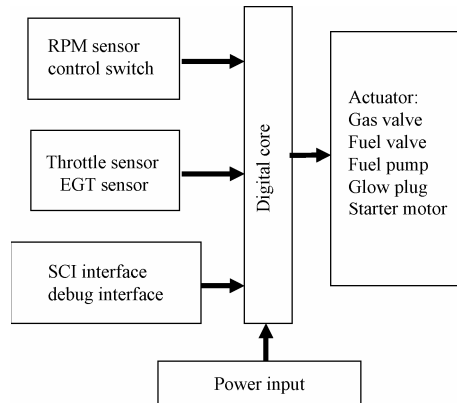 RPM sensor
control switch
Throttle sensor
EGT sensor
SCI interface
debug interface
Digital core
Actuator:
Gas valve
Fuel valve
Fuel pump
Glow plug
Starter motor
Power input